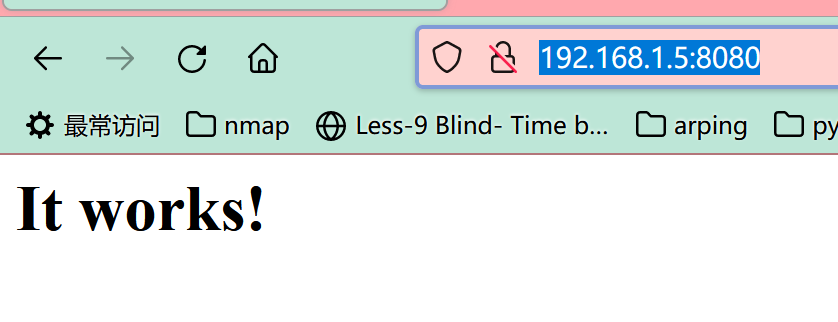 192.168.1.5:8080
最常访问 nmap Less-9 Blind- Time b... arping py
It works!